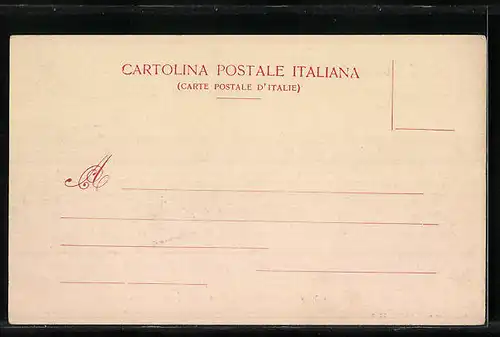 CARTOLINA POSTALE ITALIANA
(CARTE POSTALE D'ITALIE)
A